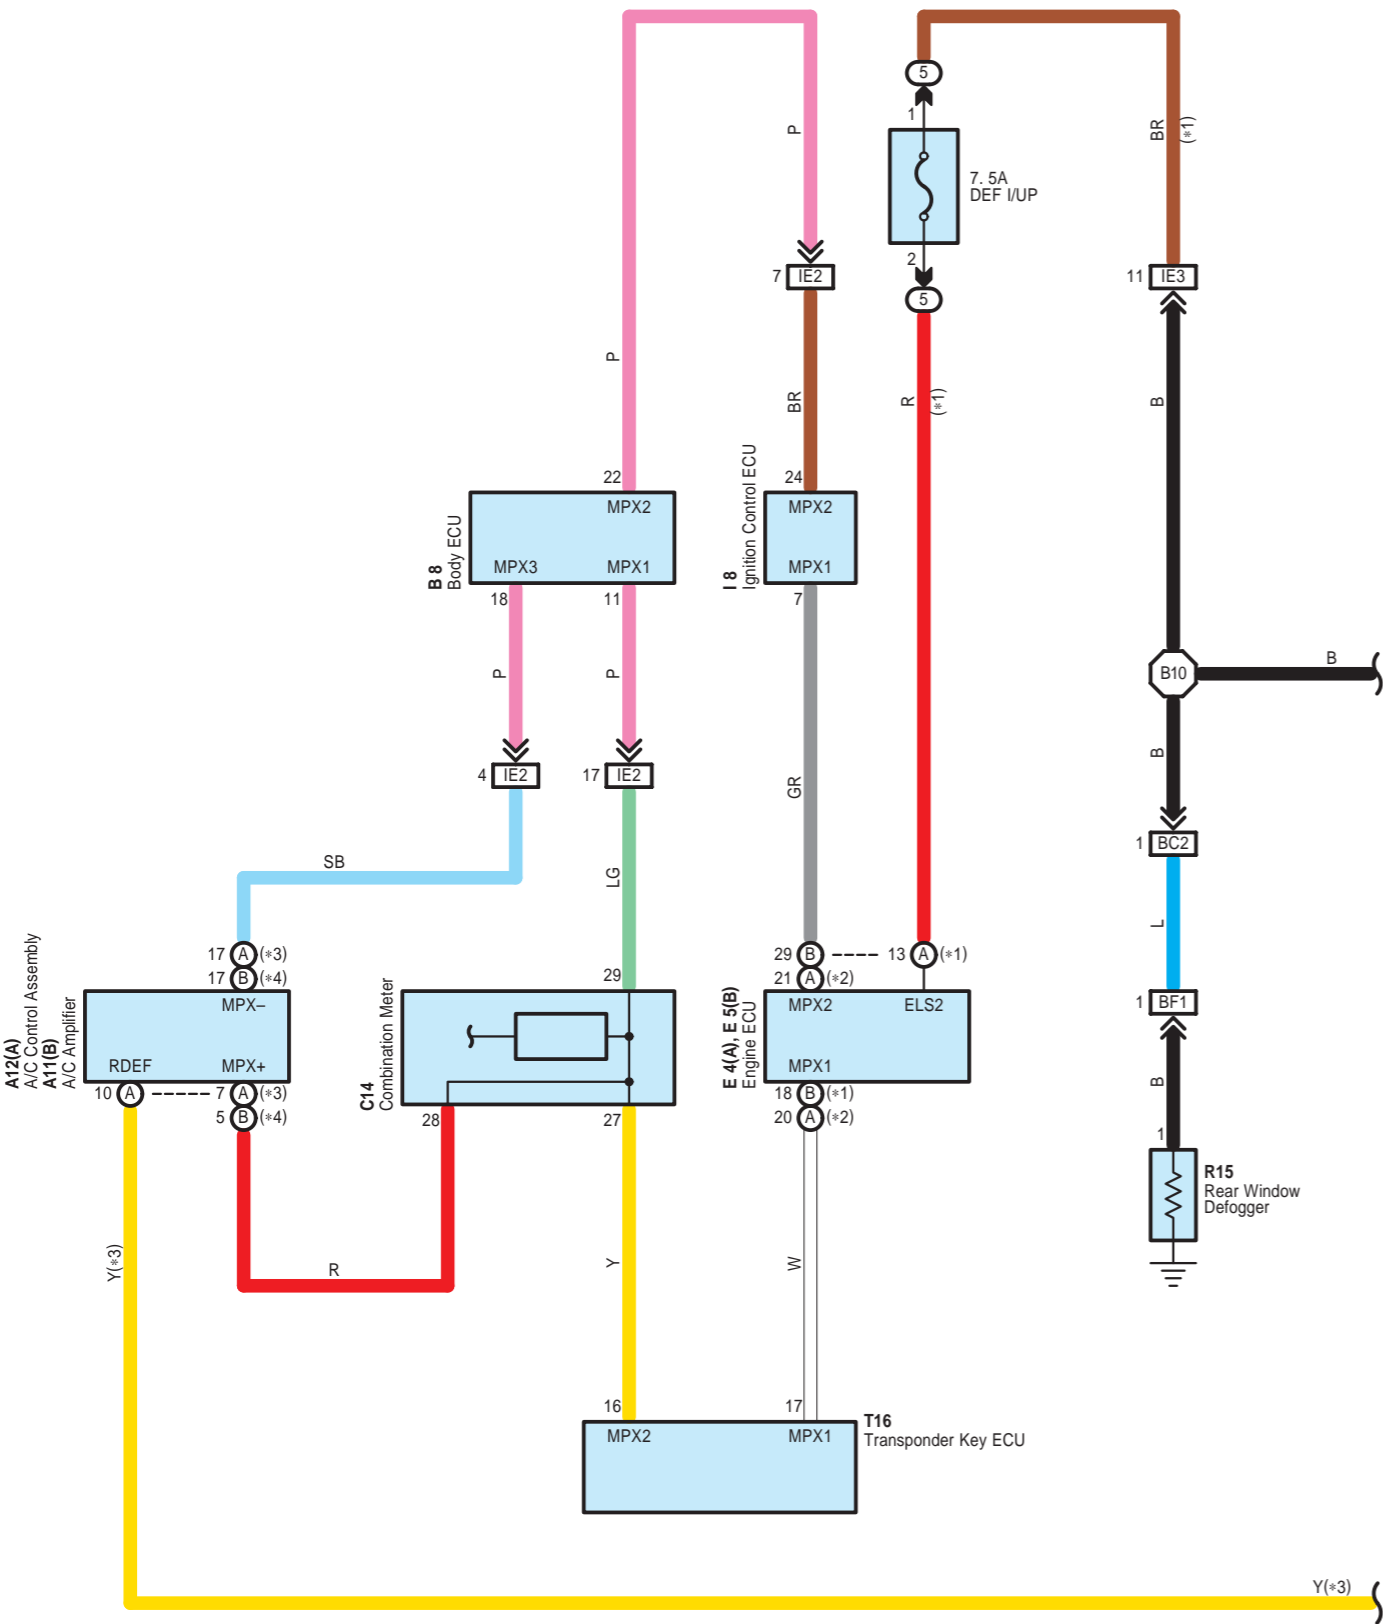 5
1
7. 5A
DEF I/UP
2
5
P
BR
(*1)
7 IE2
11 IE3
P
BR
R
(*1)
B
22
24
MPX2
MPX3 MPX1
B 8
Body ECU
18
11
MPX2
MPX1
I 8
Ignition Control ECU
7
B10
B
P
P
B
4 IE2
17 IE2
GR
1 BC2
SB
LG
L
17 A (*3)
17 B (*4)
29
29 B
13 A (*1)
21 A (*2)
1 BF1
MPX–
RDEF MPX+
A12(A)
A/C Control Assembly
A11(B)
A/C Amplifier
10 A
7 A (*3)
5 B (*4)
C14
Combination Meter
28
27
MPX2 ELS2
MPX1
E 4(A), E 5(B)
Engine ECU
18 B (*1)
20 A (*2)
B
1
R15
Rear Window
Defogger
Y(*3)
R
Y
W
16
17
MPX2 MPX1
T16
Transponder Key ECU
Y(*3)